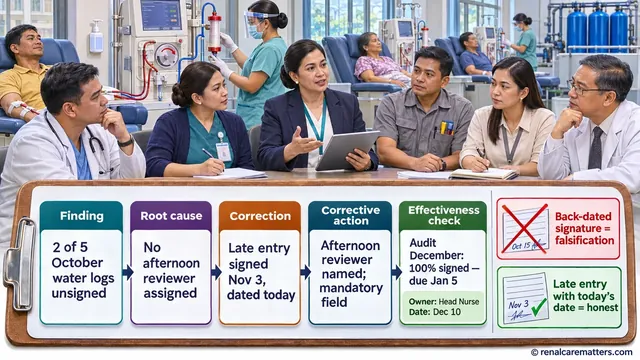 Finding
2 of 5
October
water logs
unsigned
Root cause
No
afternoon
reviewer
assigned
Correction
Late entry
signed
Nov 3,
dated today
Corrective
action
Afternoon
reviewer
named;
mandatory
field
Effectiveness
check
Audit
December:
100% signed —
due Jan 5
Owner: Head Nurse
Date: Dec 10
Oct 15
Back-dated
signature =
falsification
Nov 3
Late entry
with today's
date = honest
© renalcarematters.com